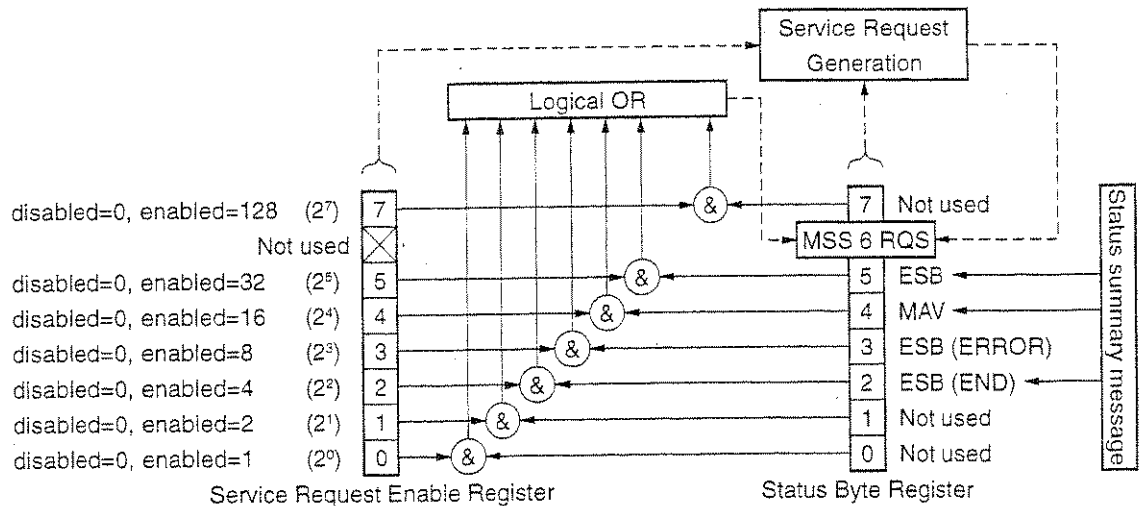 Service Request
Generation
Logical OR
disabled=0, enabled=128 (2⁷) 7 & 7 Not used
Not used MSS 6 RQS
disabled=0, enabled=32 (2⁵) 5 & 5 ESB
disabled=0, enabled=16 (2⁴) 4 & 4 MAV
disabled=0, enabled=8 (2³) 3 & 3 ESB (ERROR)
disabled=0, enabled=4 (2²) 2 & 2 ESB (END)
disabled=0, enabled=2 (2¹) 1 & 1 Not used
disabled=0, enabled=1 (2⁰) 0 & 0 Not used
Status summary message
Service Request Enable Register Status Byte Register